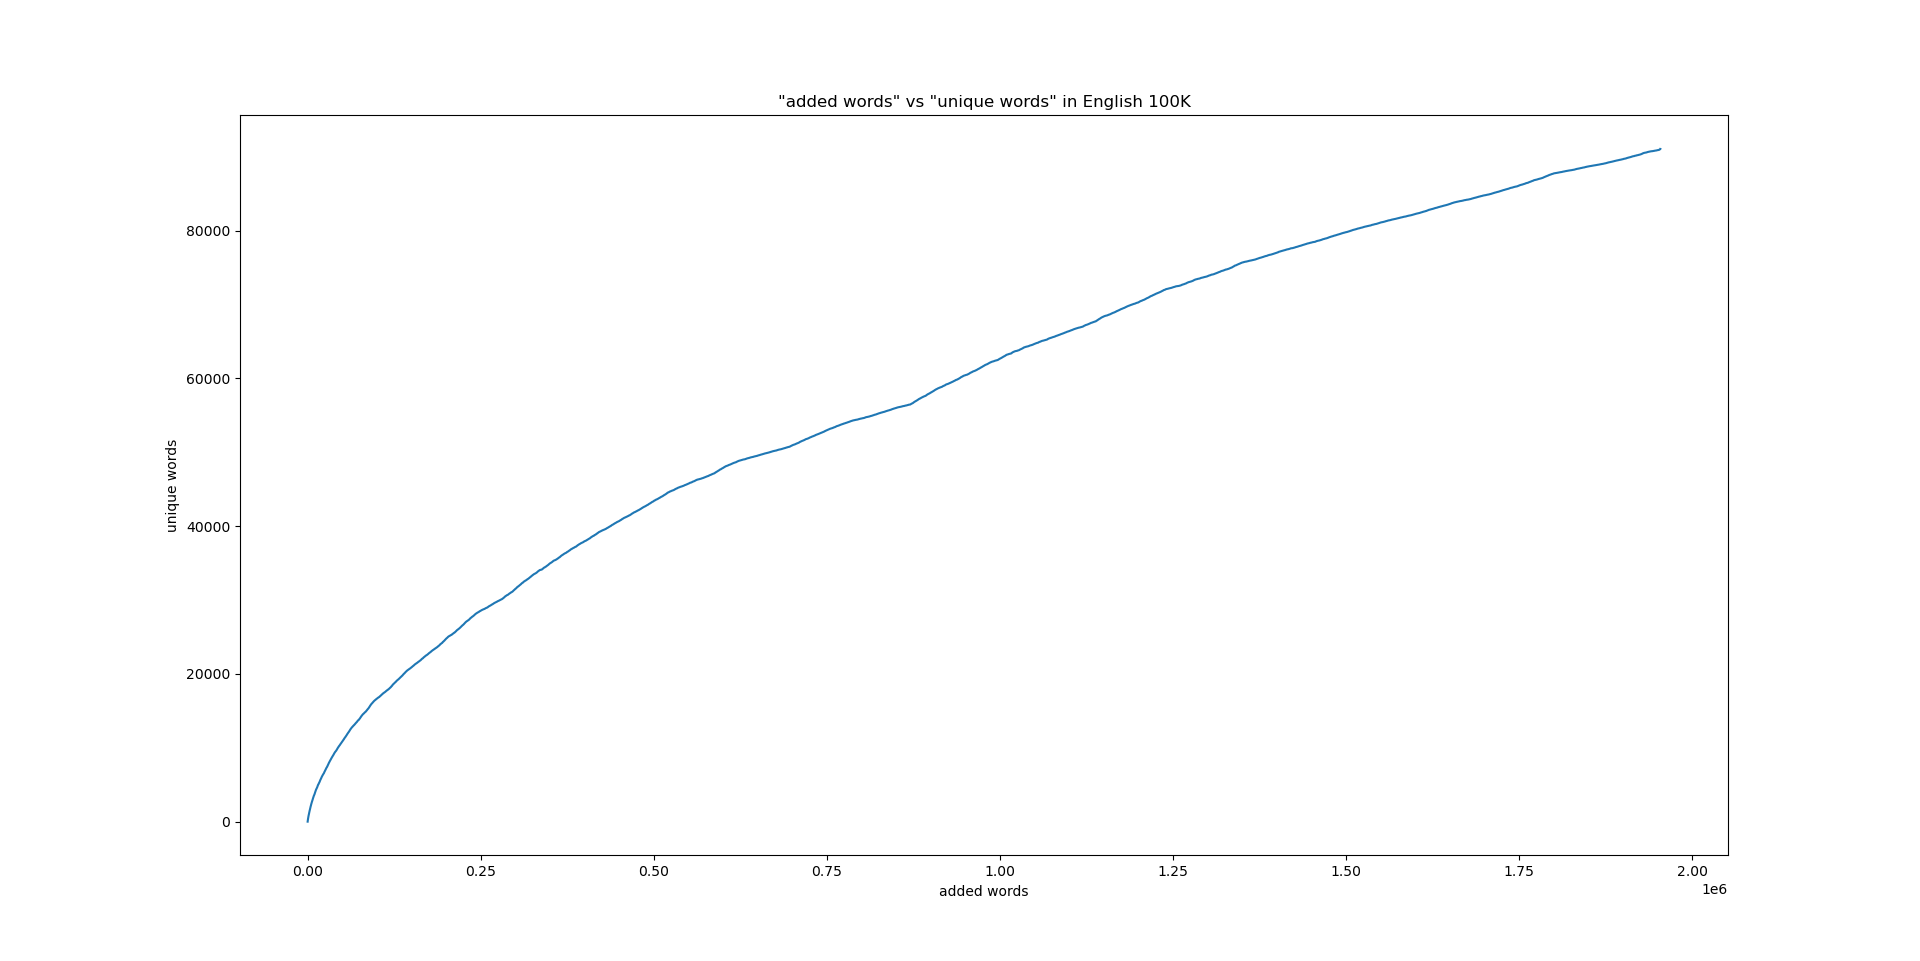 "added words" vs "unique words" in English 100K
unique words
80000
60000
40000
20000
0
0.00 0.25 0.50 0.75 1.00 1.25 1.50 1.75 2.00
1e6
added words